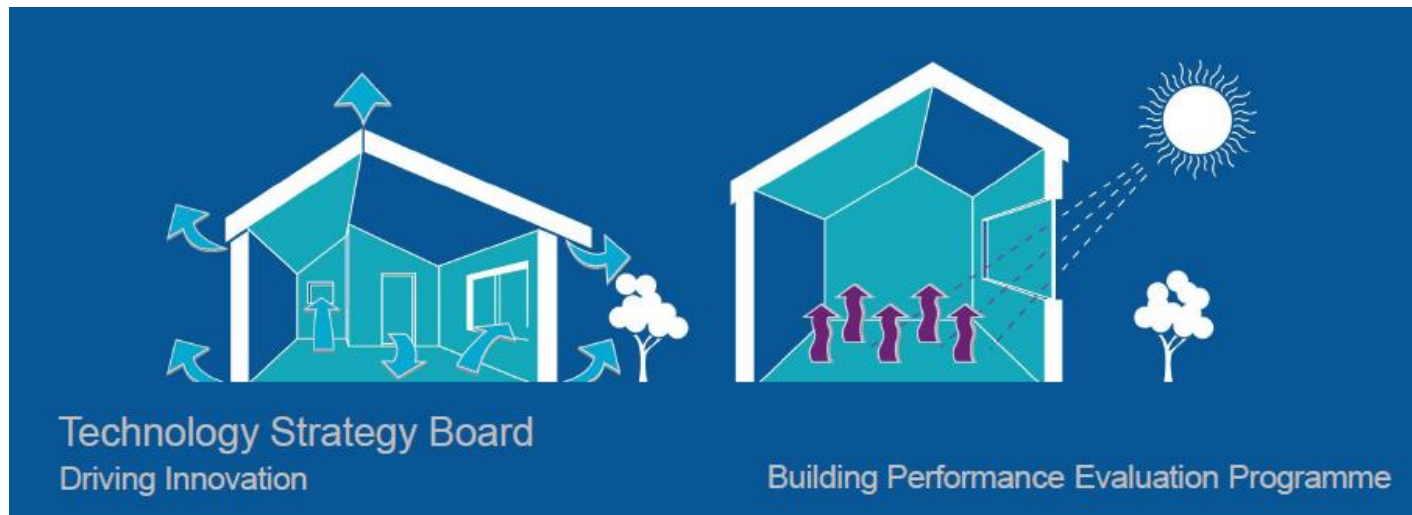 Technology Strategy Board
Driving Innovation
Building Performance Evaluation Programme